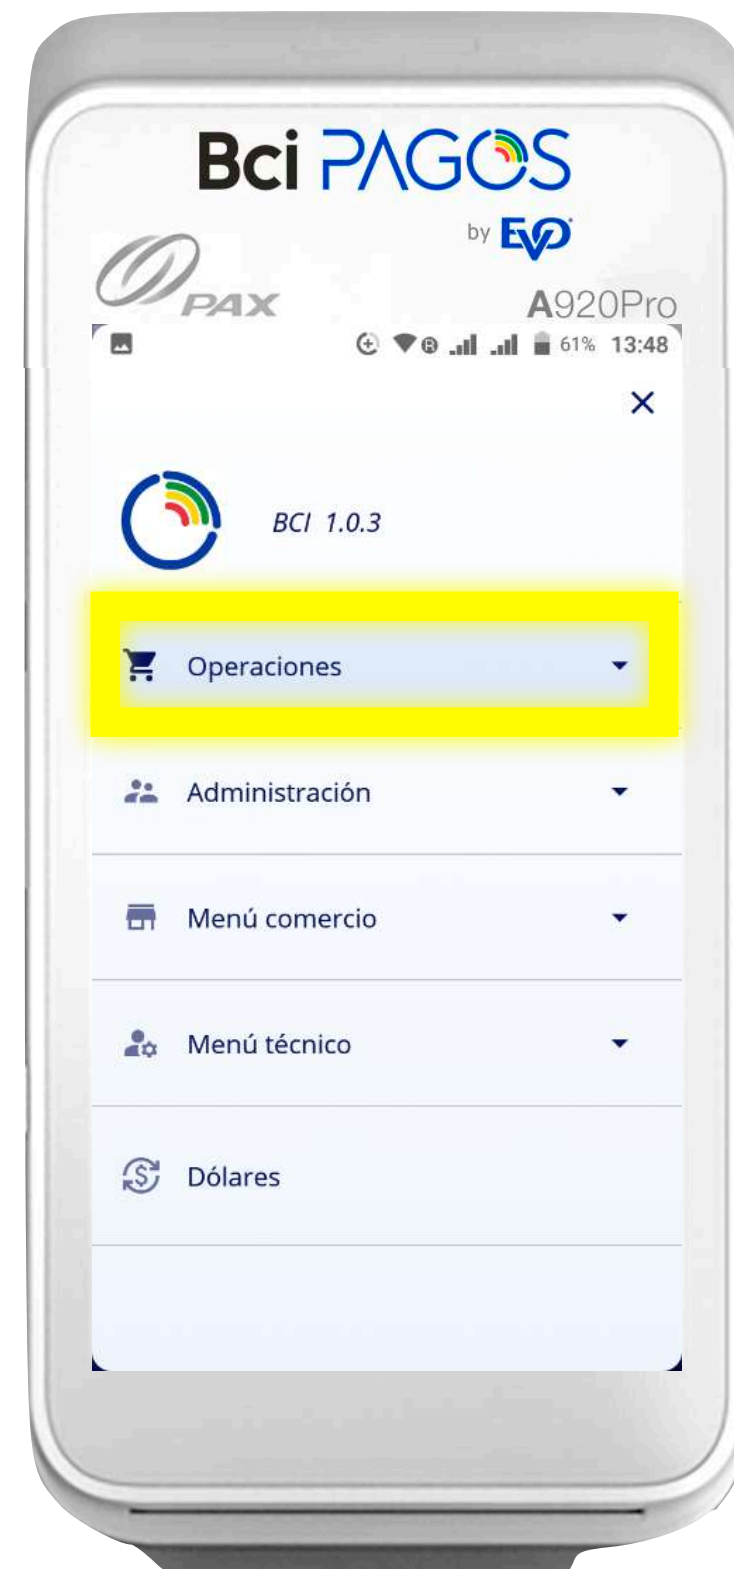 Bci PAGOS
by EVO
PAX
A920Pro
R 61% 13:48
BCI 1.0.3
Operaciones
Administración
Menú comercio
Menú técnico
Dólares